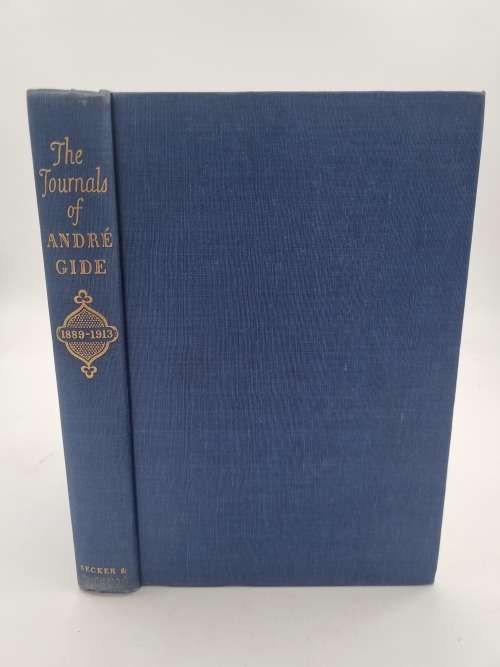 The
Journals
of
ANDRÉ
GIDE
1889-1913
SECKER &